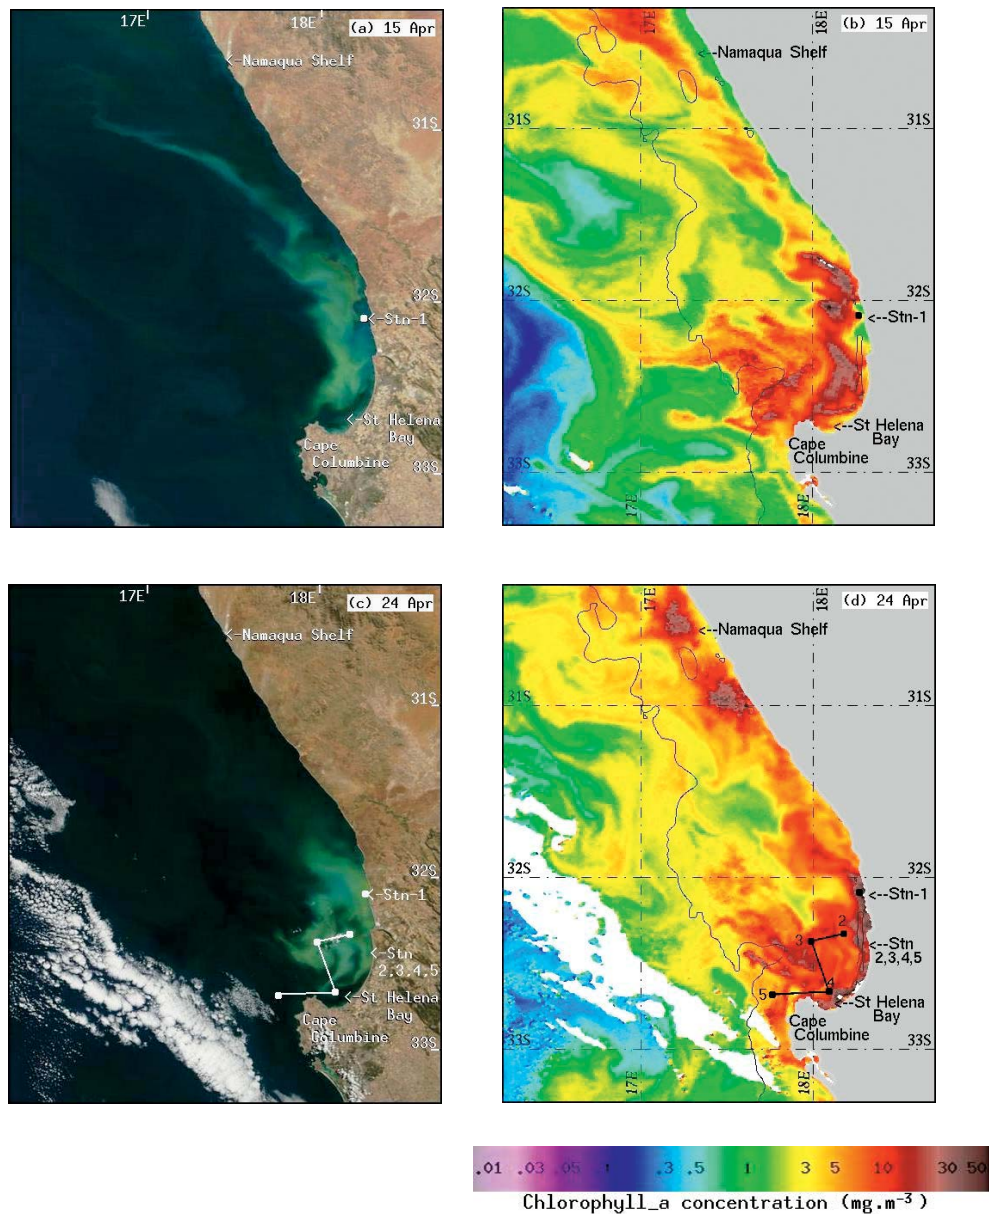 17E
18E
(a) 15 Apr
<-Namaqua Shelf
31S
32S
<-Stn-1
<-St Helena
Bay
Cape
Columbine
33S
17E
18E
(b) 15 Apr
<--Namaqua Shelf
31S
31S
32S
32S
<--Stn-1
<--St Helena
Bay
Cape
Columbine
33S
33S
17E
18E
17E
18E
(c) 24 Apr
<-Namaqua Shelf
31S
32S
<-Stn-1
<-Stn
2,3,4,5
<-St Helena
Bay
Cape
Columbine
33S
17E
18E
(d) 24 Apr
<--Namaqua Shelf
31S
31S
32S
32S
<--Stn-1
2
3
<--Stn
2,3,4,5
4
5
<--St Helena
Bay
Cape
Columbine
33S
33S
17E
18E
.01 .03 .05 .1 .3 .5 1 3 5 10 30 50
Chlorophyll_a concentration (mg.m⁻³)